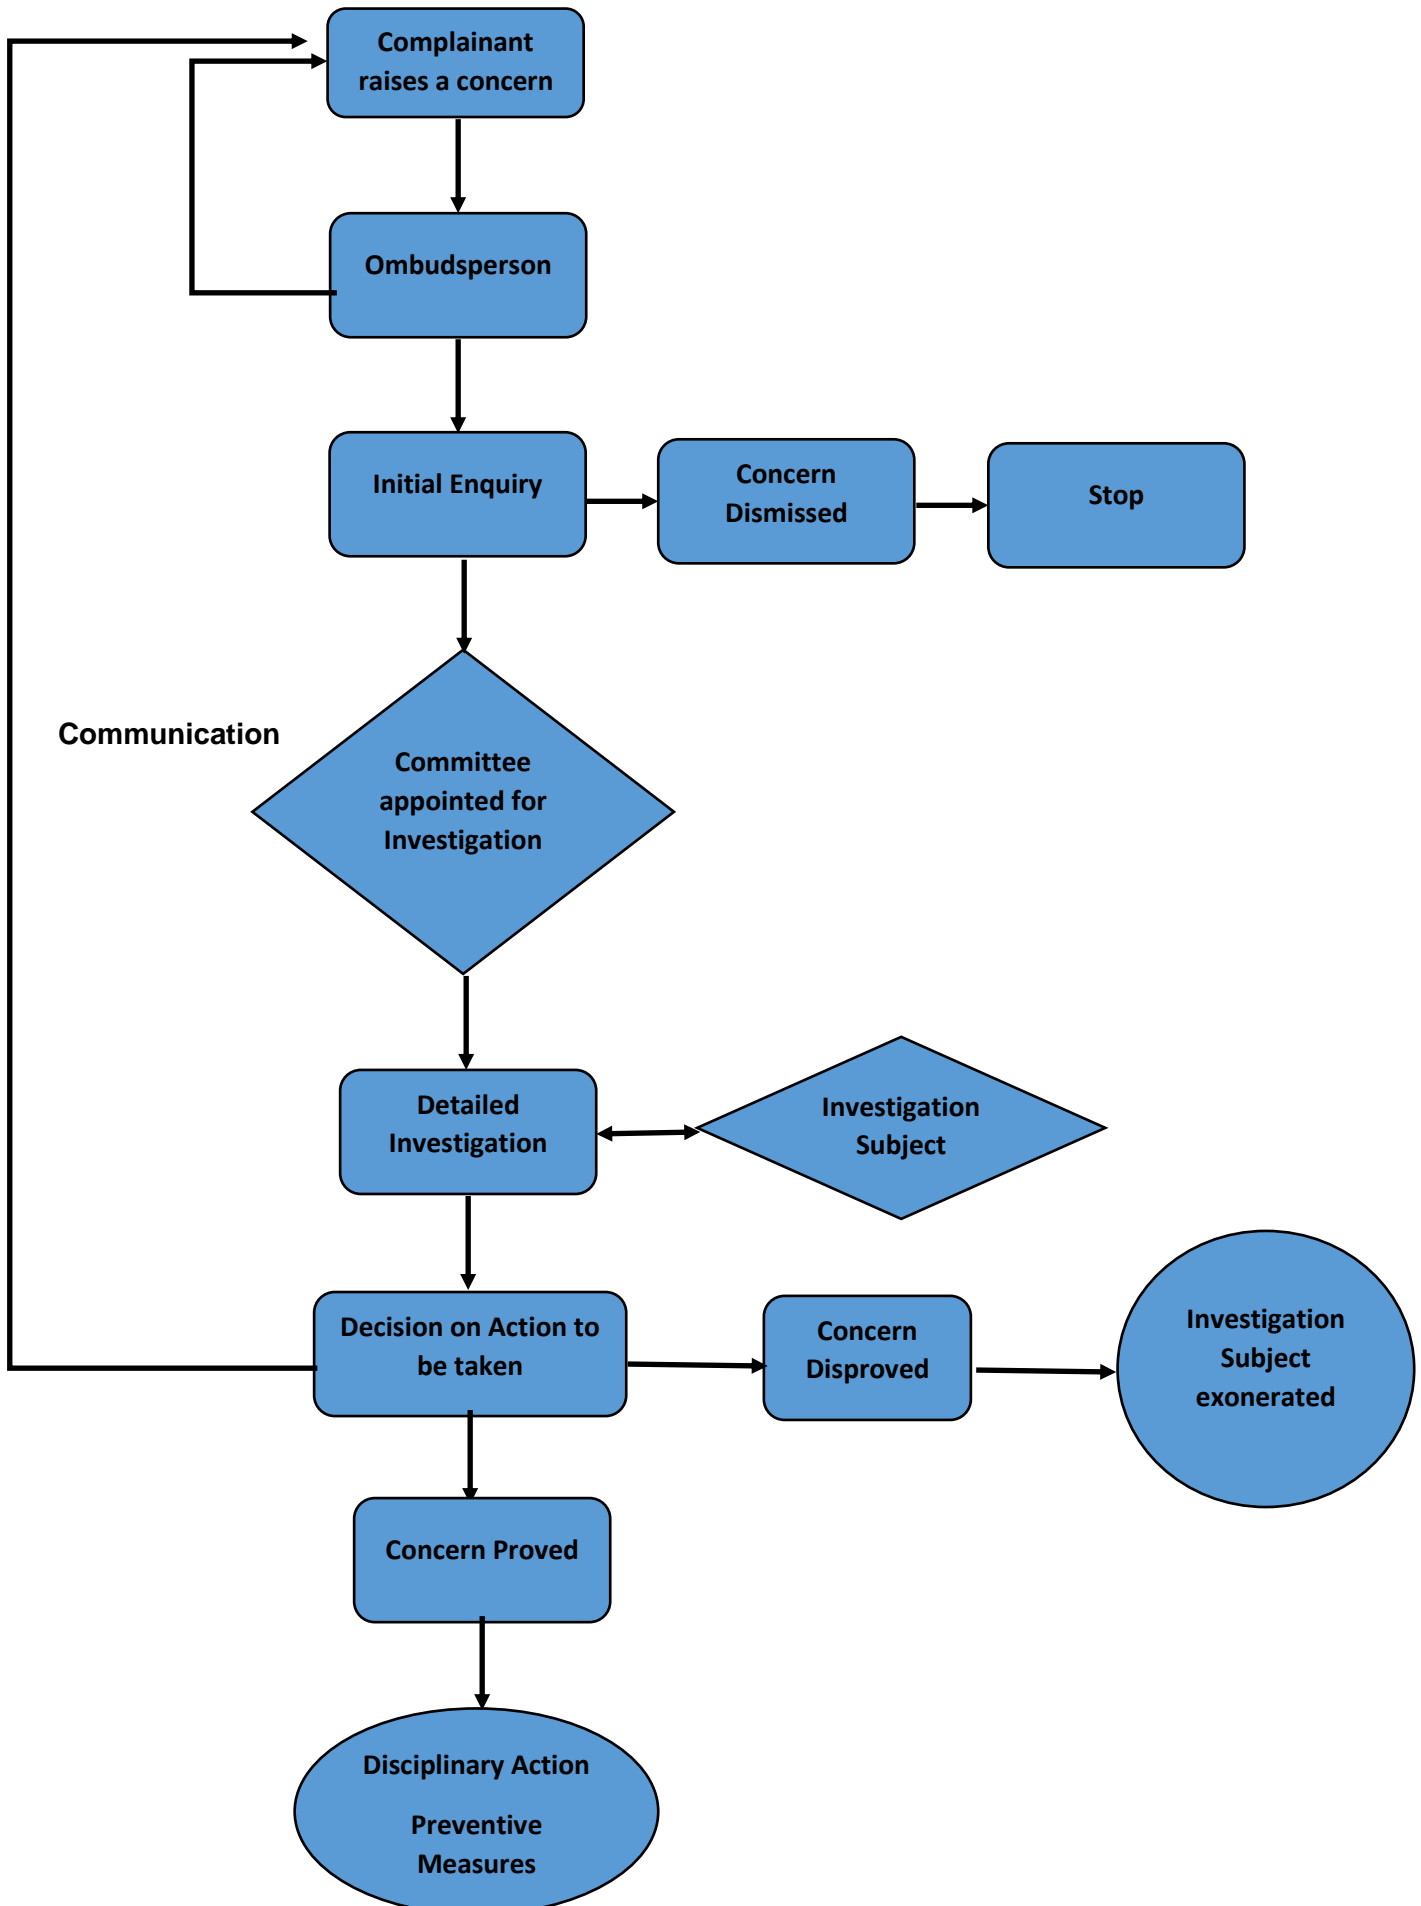 Complainant
raises a concern
Ombudsperson
Initial Enquiry
Concern
Dismissed
Stop
Communication
Committee
appointed for
Investigation
Detailed
Investigation
Investigation
Subject
Decision on Action to
be taken
Concern
Disproved
Investigation
Subject
exonerated
Concern Proved
Disciplinary Action
Preventive
Measures